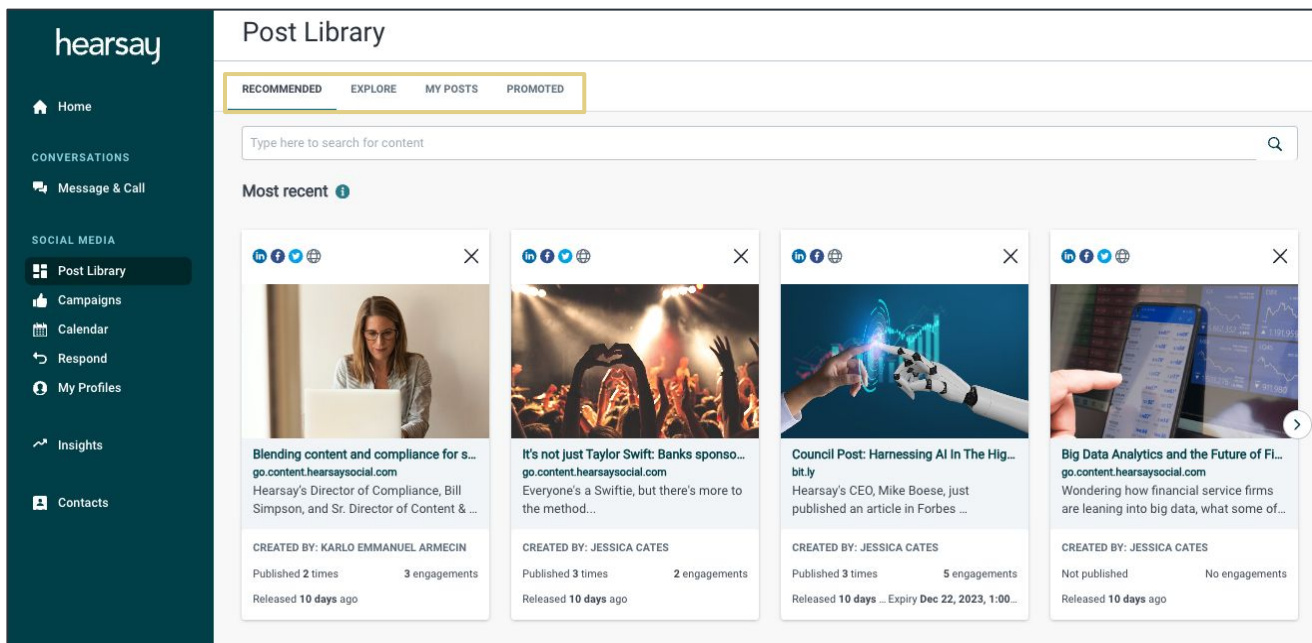 hearsay
Home
CONVERSATIONS
Message & Call
SOCIAL MEDIA
Post Library
Campaigns
Calendar
Respond
My Profiles
Insights
Contacts
Post Library
RECOMMENDED EXPLORE MY POSTS PROMOTED
Type here to search for content
Most recent
Blending content and compliance for s...
go.content.hearsaysocial.com
Hearsay's Director of Compliance, Bill
Simpson, and Sr. Director of Content & ...
CREATED BY: KARLO EMMANUEL ARMECIN
Published 2 times 3 engagements
Released 10 days ago
It's not just Taylor Swift: Banks sponso...
go.content.hearsaysocial.com
Everyone's a Swiftie, but there's more to
the method...
CREATED BY: JESSICA CATES
Published 3 times 2 engagements
Released 10 days ago
Council Post: Harnessing AI In The Hig...
bit.ly
Hearsay's CEO, Mike Boese, just
published an article in Forbes ...
CREATED BY: JESSICA CATES
Published 3 times 5 engagements
Released 10 days ... Expiry Dec 22, 2023, 1:00...
Big Data Analytics and the Future of Fi...
go.content.hearsaysocial.com
Wondering how financial service firms
are leaning into big data, what some of...
CREATED BY: JESSICA CATES
Not published No engagements
Released 10 days ago